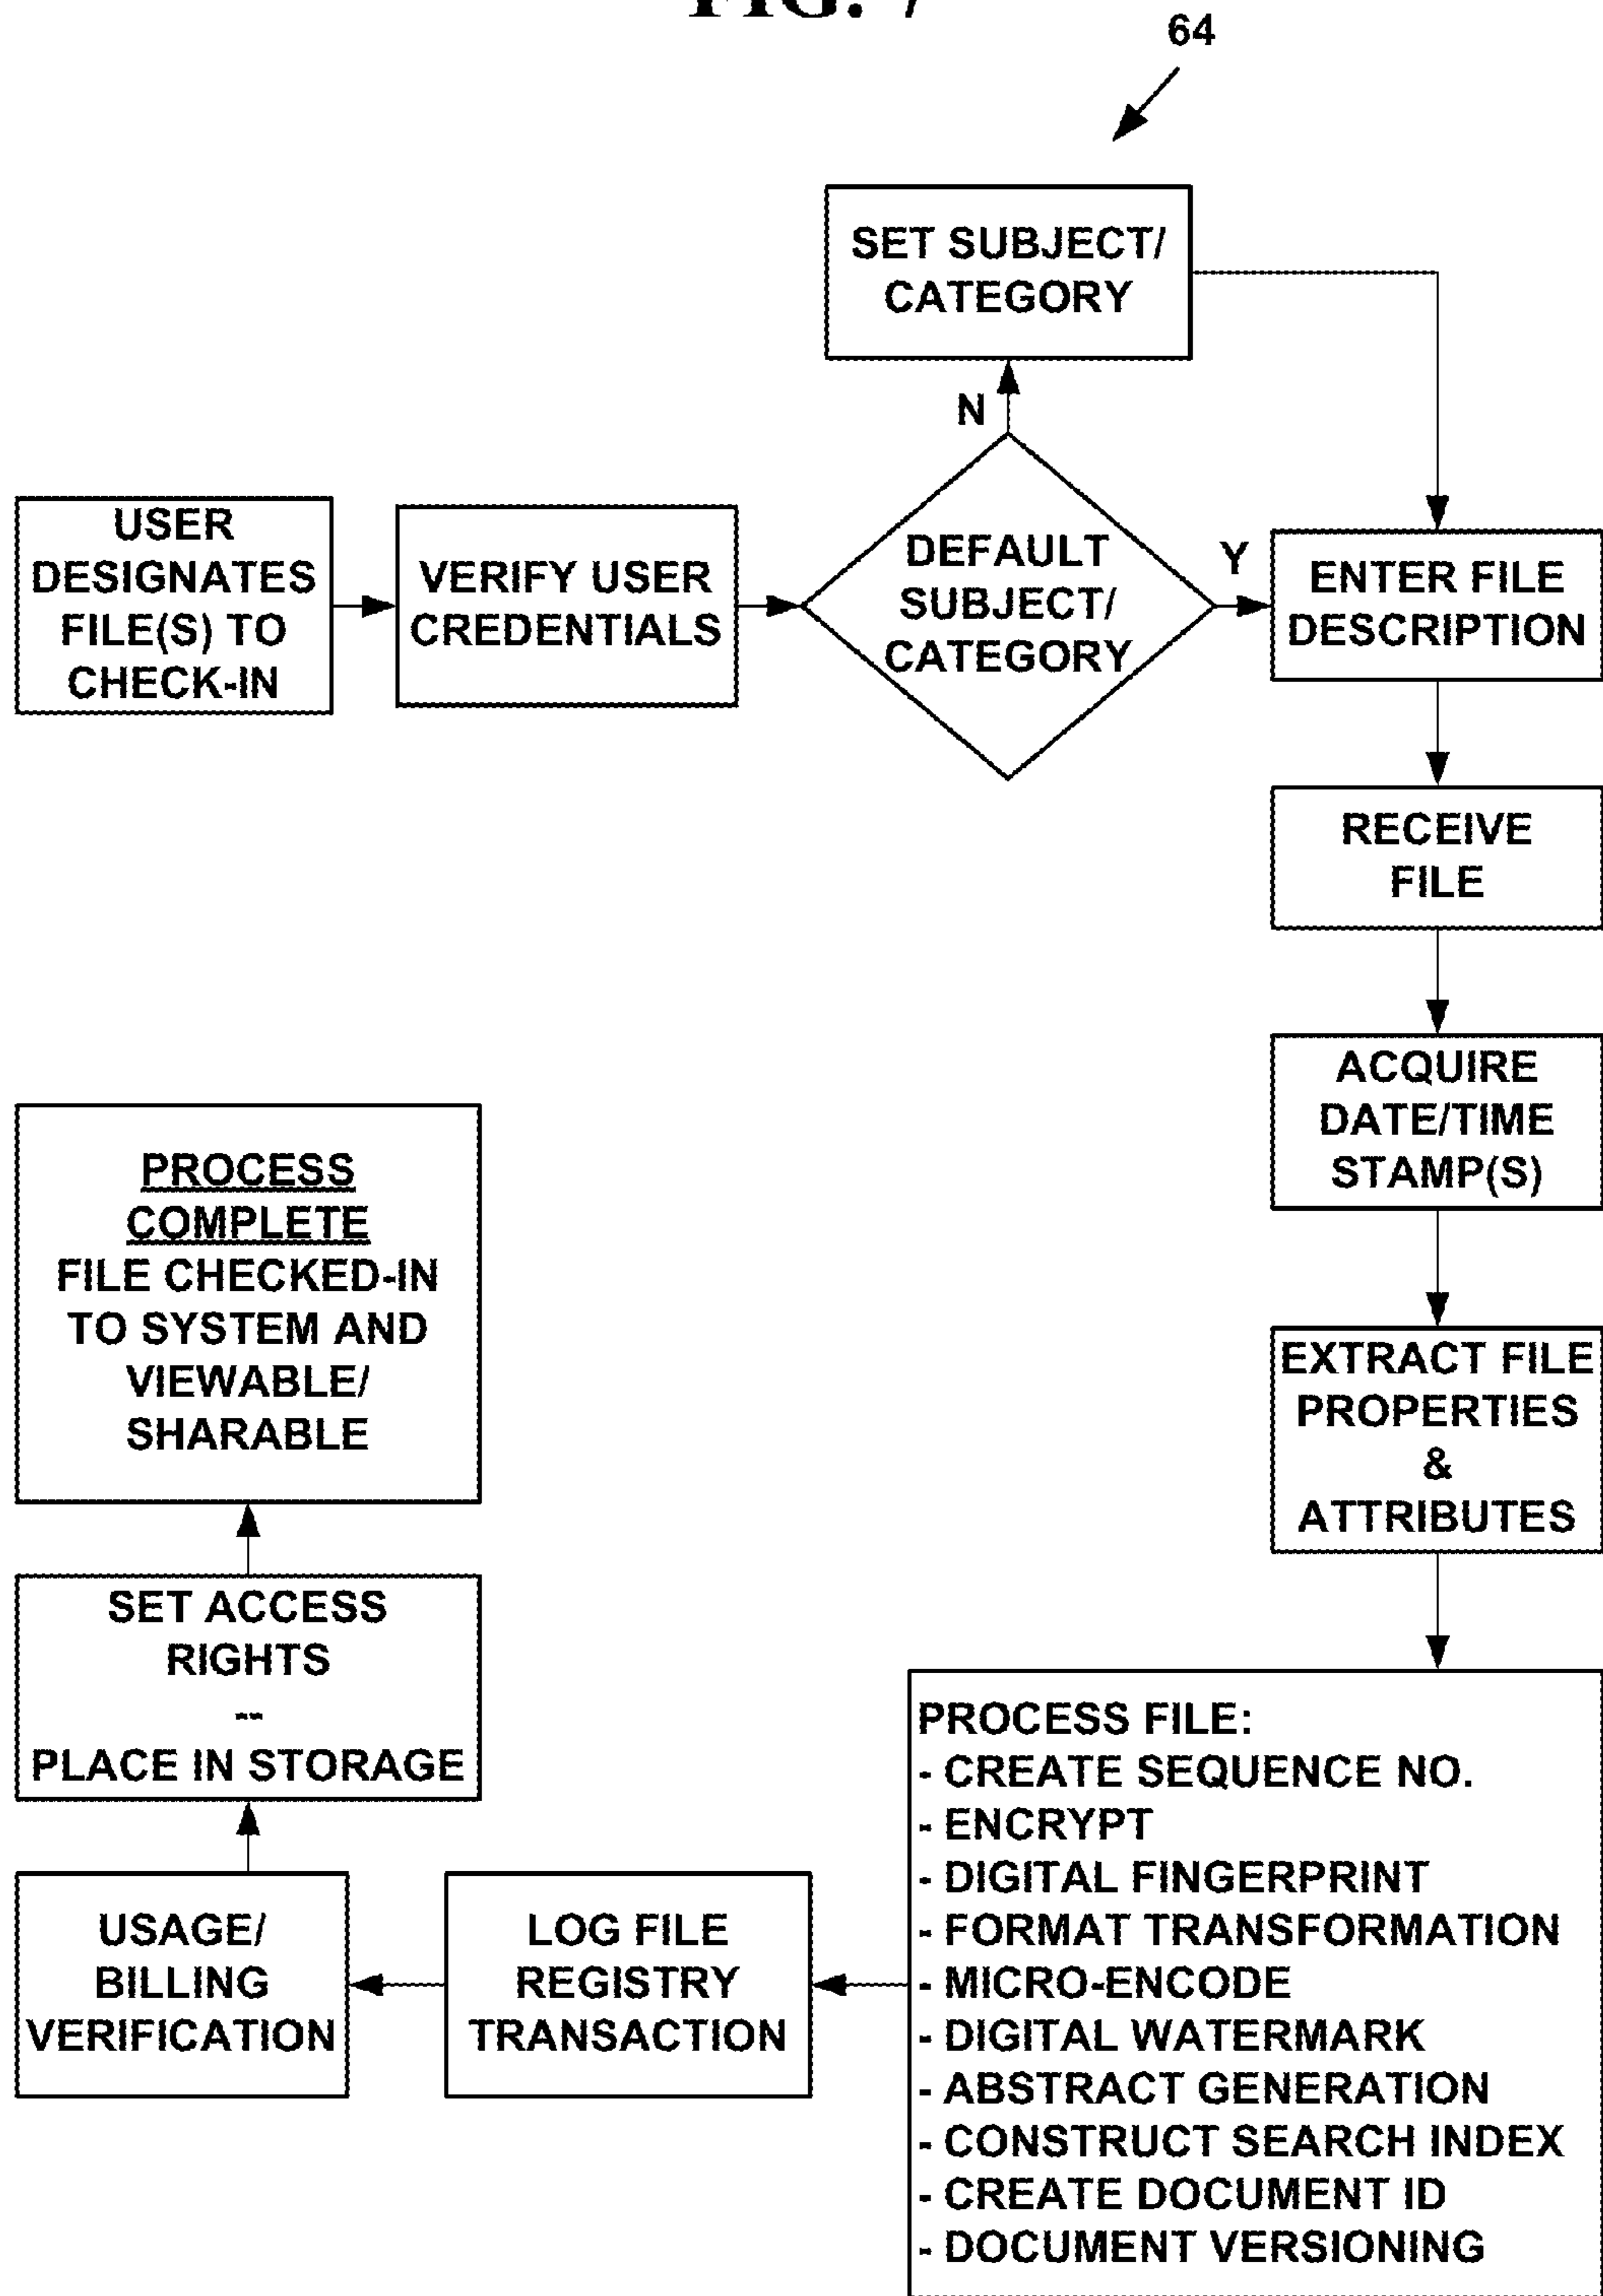 FIG. 7
64
SET SUBJECT/
CATEGORY
N
USER
DESIGNATES
FILE(S) TO
CHECK-IN
VERIFY USER
CREDENTIALS
DEFAULT
SUBJECT/
CATEGORY
Y
ENTER FILE
DESCRIPTION
RECEIVE
FILE
ACQUIRE
DATE/TIME
STAMP(S)
EXTRACT FILE
PROPERTIES
&
ATTRIBUTES
PROCESS FILE:
- CREATE SEQUENCE NO.
- ENCRYPT
- DIGITAL FINGERPRINT
- FORMAT TRANSFORMATION
- MICRO-ENCODE
- DIGITAL WATERMARK
- ABSTRACT GENERATION
- CONSTRUCT SEARCH INDEX
- CREATE DOCUMENT ID
- DOCUMENT VERSIONING
LOG FILE
REGISTRY
TRANSACTION
USAGE/
BILLING
VERIFICATION
SET ACCESS
RIGHTS
--
PLACE IN STORAGE
PROCESS
COMPLETE
FILE CHECKED-IN
TO SYSTEM AND
VIEWABLE/
SHARABLE